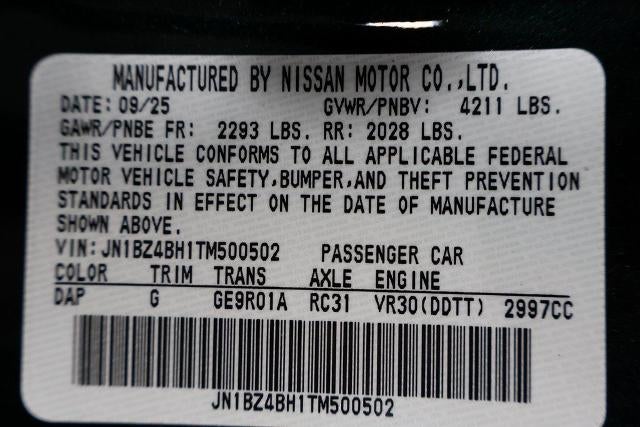 MANUFACTURED BY NISSAN MOTOR CO.,LTD.
DATE: 09/25 GVWR/PNBV: 4211 LBS.
GAWR/PNBE FR: 2293 LBS. RR: 2028 LBS.
THIS VEHICLE CONFORMS TO ALL APPLICABLE FEDERAL
MOTOR VEHICLE SAFETY,BUMPER,AND THEFT PREVENTION
STANDARDS IN EFFECT ON THE DATE OF MANUFACTURE
SHOWN ABOVE.
VIN:JN1BZ4BH1TM500502 PASSENGER CAR
COLOR TRIM TRANS AXLE ENGINE
DAP G GE9R01A RC31 VR30(DDTT) 2997CC
JN1BZ4BH1TM500502